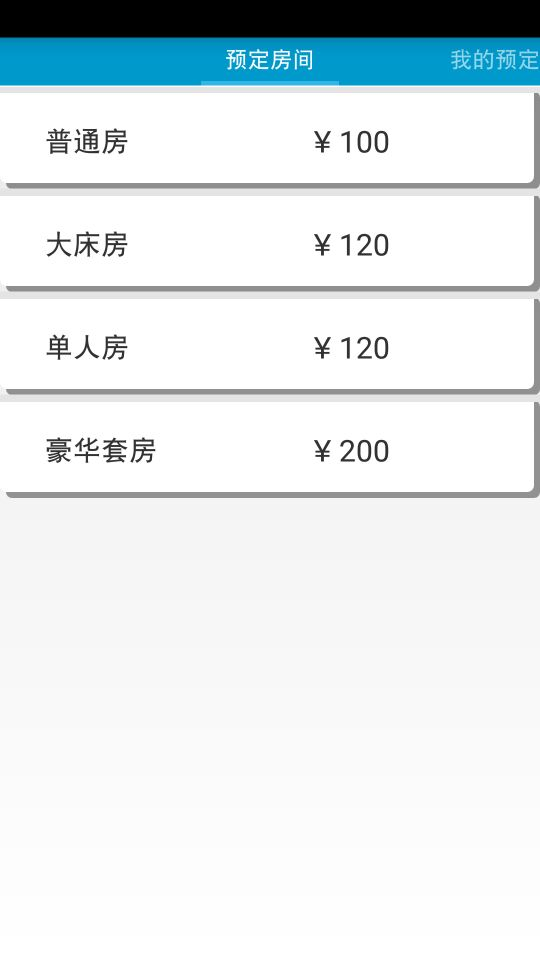 预定房间 我的预定
普通房 ¥ 100
大床房 ¥ 120
单人房 ¥ 120
豪华套房 ¥ 200